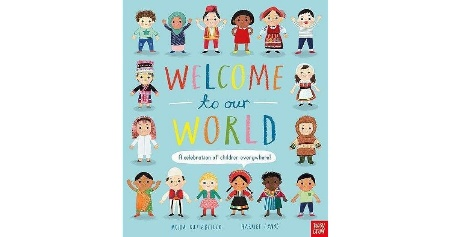 WELCOME
to our
WORLD
A celebration of children everywhere!